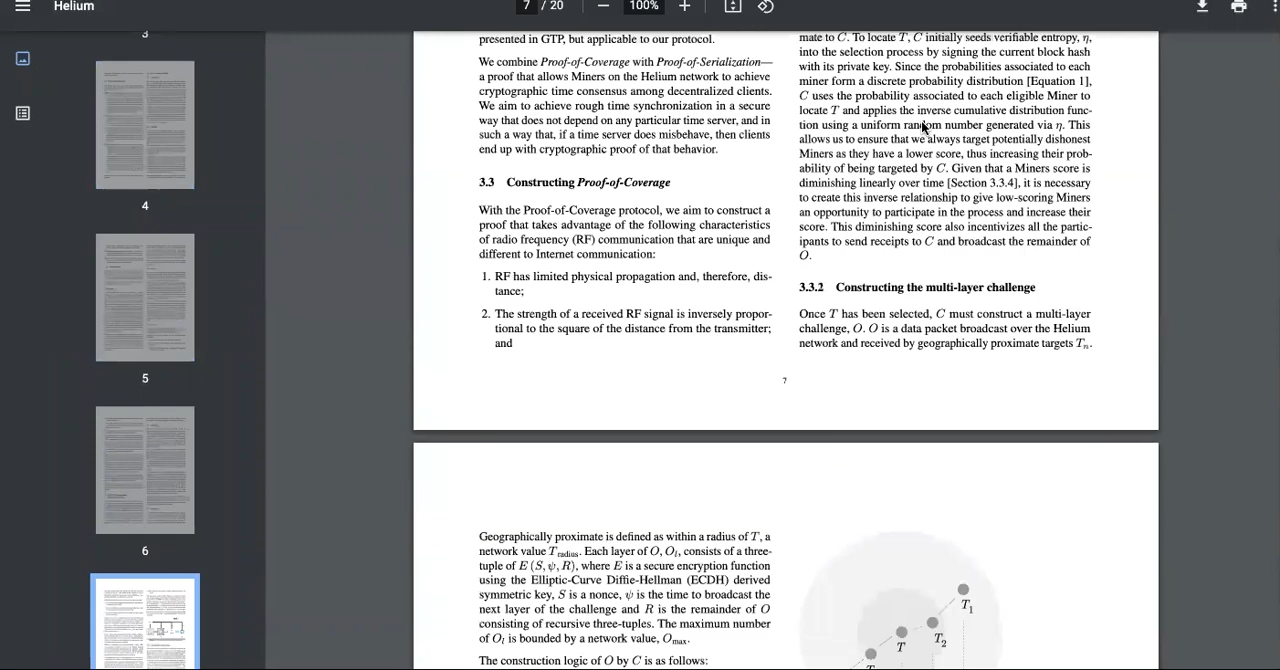 Helium
7 / 20
100%
3
4
5
6
presented in GTP, but applicable to our protocol.
We combine Proof-of-Coverage with Proof-of-Serialization—
a proof that allows Miners on the Helium network to achieve
cryptographic time consensus among decentralized clients.
We aim to achieve rough time synchronization in a secure
way that does not depend on any particular time server, and in
such a way that, if a time server does misbehave, then clients
end up with cryptographic proof of that behavior.
3.3 Constructing Proof-of-Coverage
With the Proof-of-Coverage protocol, we aim to construct a
proof that takes advantage of the following characteristics
of radio frequency (RF) communication that are unique and
different to Internet communication:
1. RF has limited physical propagation and, therefore, dis-
tance;
2. The strength of a received RF signal is inversely propor-
tional to the square of the distance from the transmitter;
and
mate to C. To locate T, C initially seeds verifiable entropy, η,
into the selection process by signing the current block hash
with its private key. Since the probabilities associated to each
miner form a discrete probability distribution [Equation 1],
C uses the probability associated to each eligible Miner to
locate T and applies the inverse cumulative distribution func-
tion using a uniform random number generated via η. This
allows us to ensure that we always target potentially dishonest
Miners as they have a lower score, thus increasing their prob-
ability of being targeted by C. Given that a Miners score is
diminishing linearly over time [Section 3.3.4], it is necessary
to create this inverse relationship to give low-scoring Miners
an opportunity to participate in the process and increase their
score. This diminishing score also incentivizes all the partic-
ipants to send receipts to C and broadcast the remainder of
O.
3.3.2 Constructing the multi-layer challenge
Once T has been selected, C must construct a multi-layer
challenge, O. O is a data packet broadcast over the Helium
network and received by geographically proximate targets Tn.
7
Geographically proximate is defined as within a radius of T, a
network value Tradius. Each layer of O, Ol, consists of a three-
tuple of E (S, ψ, R), where E is a secure encryption function
using the Elliptic-Curve Diffie-Hellman (ECDH) derived
symmetric key, S is a nonce, ψ is the time to broadcast the
next layer of the challenge and R is the remainder of O
consisting of recursive three-tuples. The maximum number
of Ol is bounded by a network value, Omax.
The construction logic of O by C is as follows:
T1
T2
T